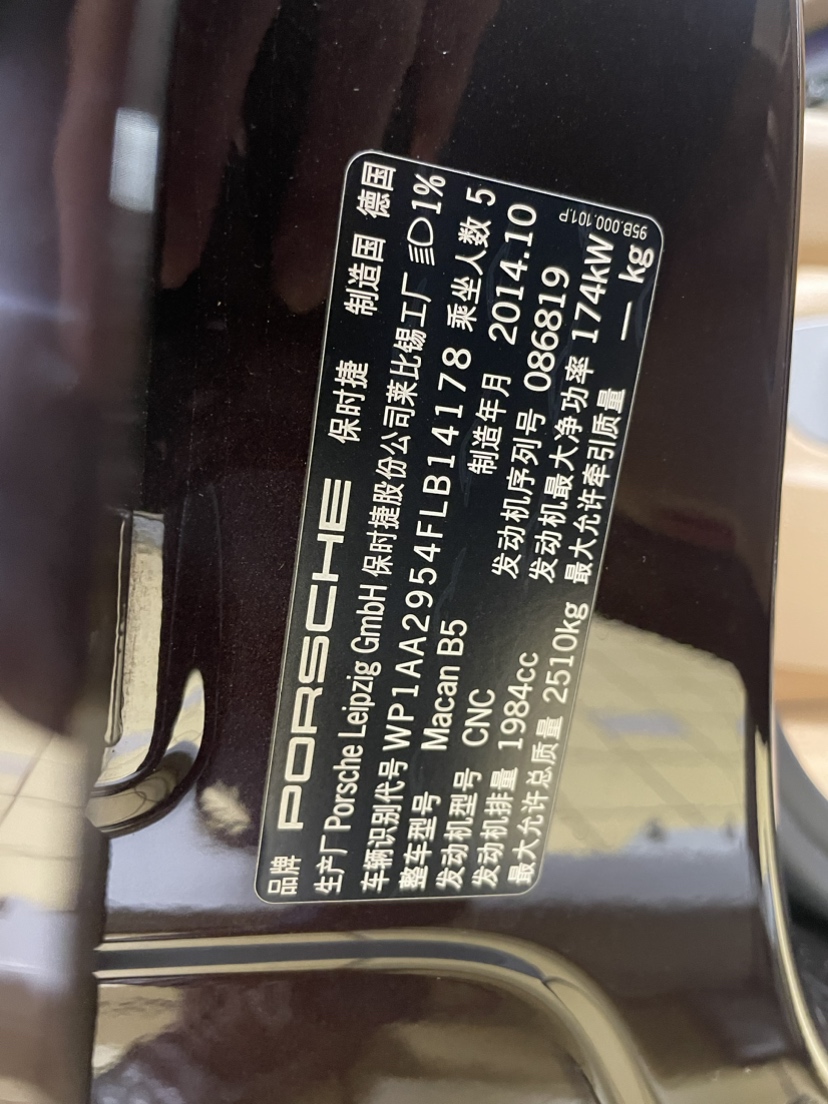 品牌 PORSCHE 保时捷 制造国 德国
生产厂 Porsche Leipzig GmbH 保时捷股份公司莱比锡工厂 1%
车辆识别代号 WP1AA2954FLB14178 乘坐人数 5
整车型号 Macan B5 制造年月 2014.10
发动机型号 CNC 发动机序列号 086819
发动机排量 1984cc 发动机最大净功率 174kW
最大允许总质量 2510kg 最大允许牵引质量 — kg
95B.000.101.P